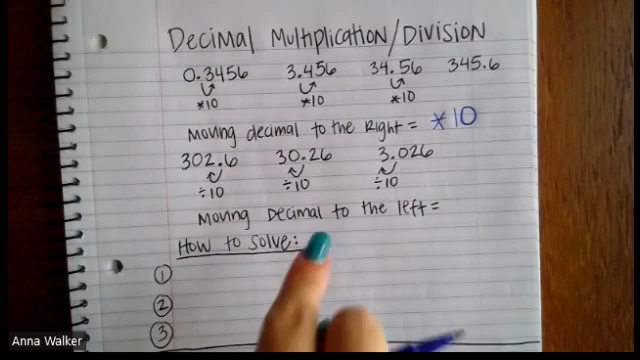 Decimal Multiplication/Division
0.3456 3.456 34.56 345.6
*10 *10 *10
Moving decimal to the Right = *10
302.6 30.26 3.026
÷10 ÷10 ÷10
Moving Decimal to the left =
How to solve:
1
2
3
Anna Walker